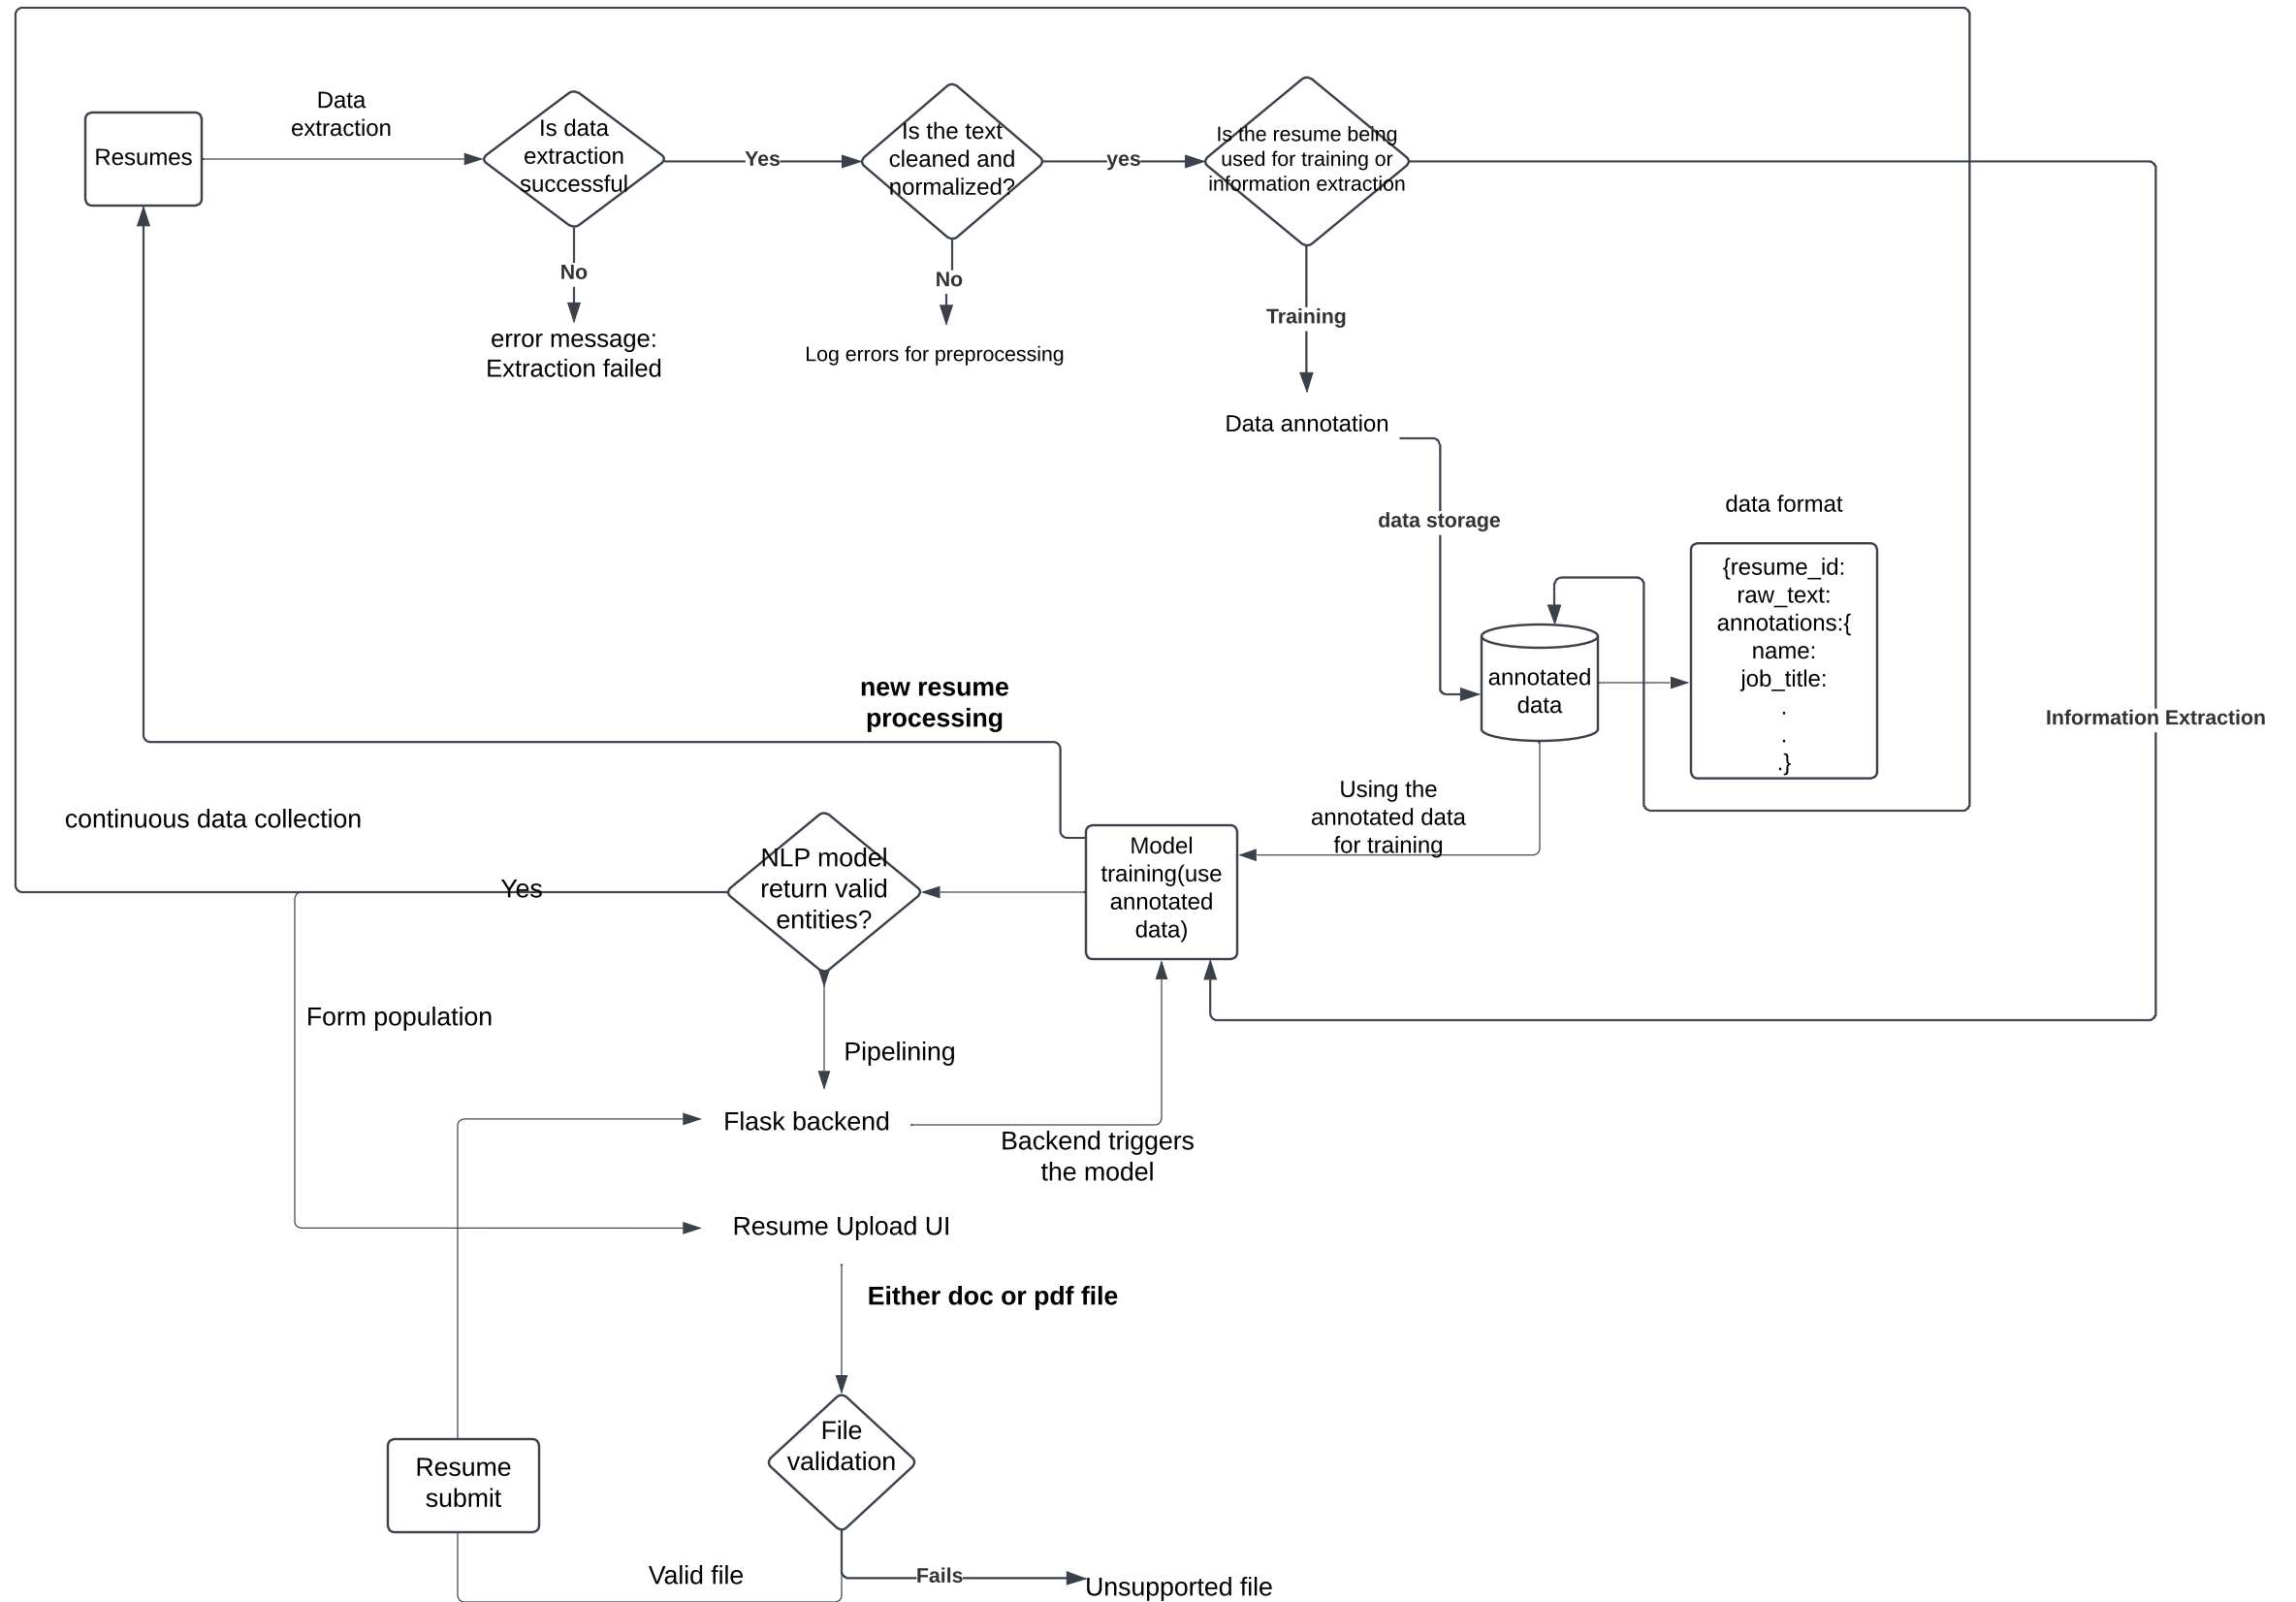 Data
extraction
Resumes
Is data
extraction
successful
Yes
Is the text
cleaned and
normalized?
yes
Is the resume being
used for training or
information extraction
No
error message:
Extraction failed
No
Log errors for preprocessing
Training
Data annotation
data storage
data format
{resume_id:
raw_text:
annotations:{
name:
job_title:
.
.
.}
annotated
data
Information Extraction
new resume
processing
Using the
annotated data
for training
continuous data collection
Model
training(use
annotated
data)
NLP model
return valid
entities?
Yes
Form population
Pipelining
Flask backend
Backend triggers
the model
Resume Upload UI
Either doc or pdf file
File
validation
Resume
submit
Valid file
Fails
Unsupported file